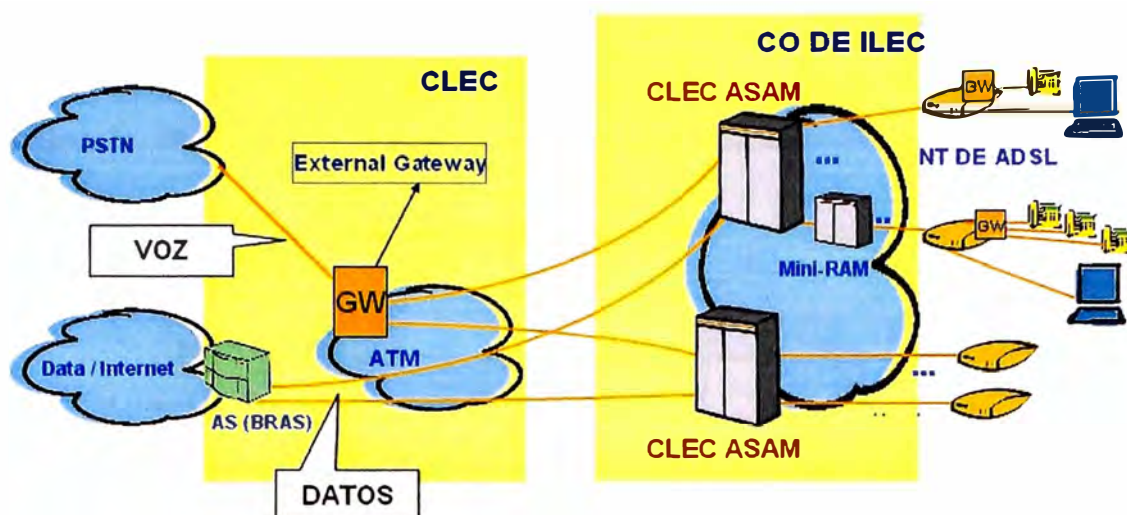 CO DE ILEC
CLEC
CLEC ASAM
GW
PSTN
External Gateway
NT DE ADSL
...
VOZ
..
GW
Mini-RAM
GW
Data / Internet
ATM
...
AS (BRAS)
CLEC ASAM
DATOS